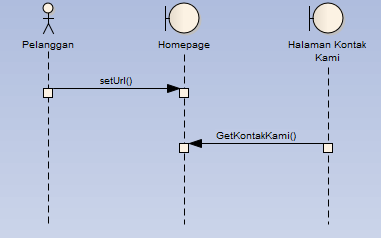 Pelanggan
Homepage
Halaman Kontak
Kami
setUrl()
GetKontakKami()